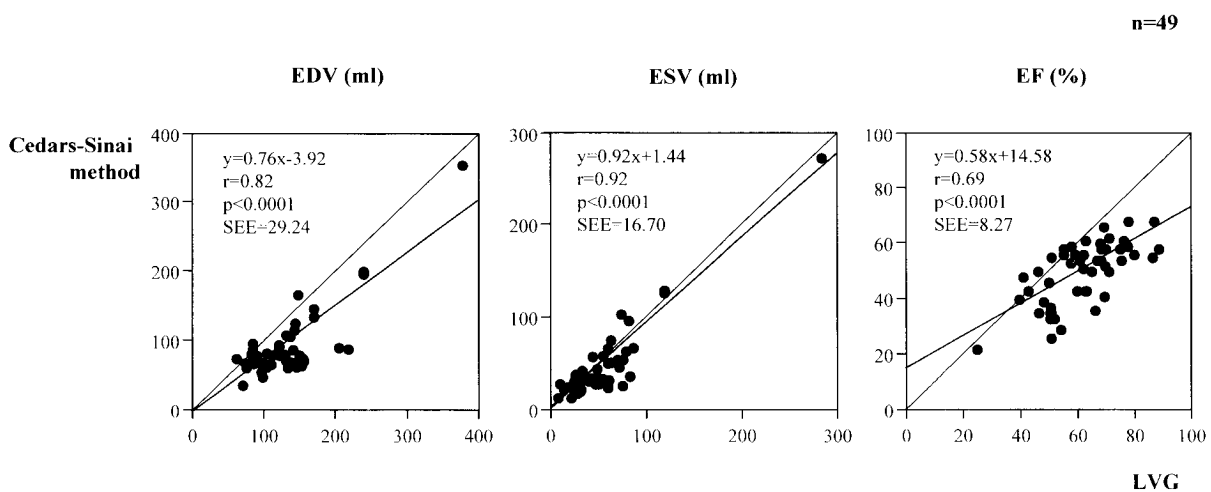 n=49
EDV (ml)
ESV (ml)
EF (%)
Cedars-Sinai
method
400
300
200
100
0
y=0.76x-3.92
r=0.82
p<0.0001
SEE=29.24
0 100 200 300 400
300
200
100
0
y=0.92x+1.44
r=0.92
p<0.0001
SEE=16.70
0 100 200 300
100
80
60
40
20
0
y=0.58x+14.58
r=0.69
p<0.0001
SEE=8.27
0 20 40 60 80 100
LVG